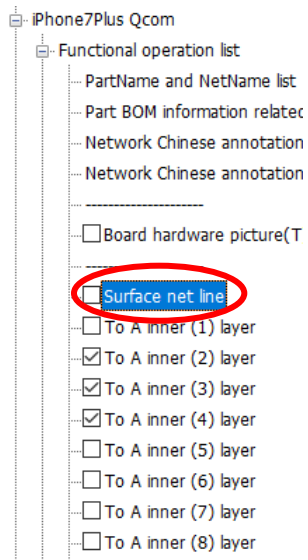 iPhone7Plus Qcom
Functional operation list
PartName and NetName list
Part BOM information related
Network Chinese annotation
Network Chinese annotation
---------------------
Board hardware picture(T
---------------------
Surface net line
To A inner (1) layer
To A inner (2) layer
To A inner (3) layer
To A inner (4) layer
To A inner (5) layer
To A inner (6) layer
To A inner (7) layer
To A inner (8) layer